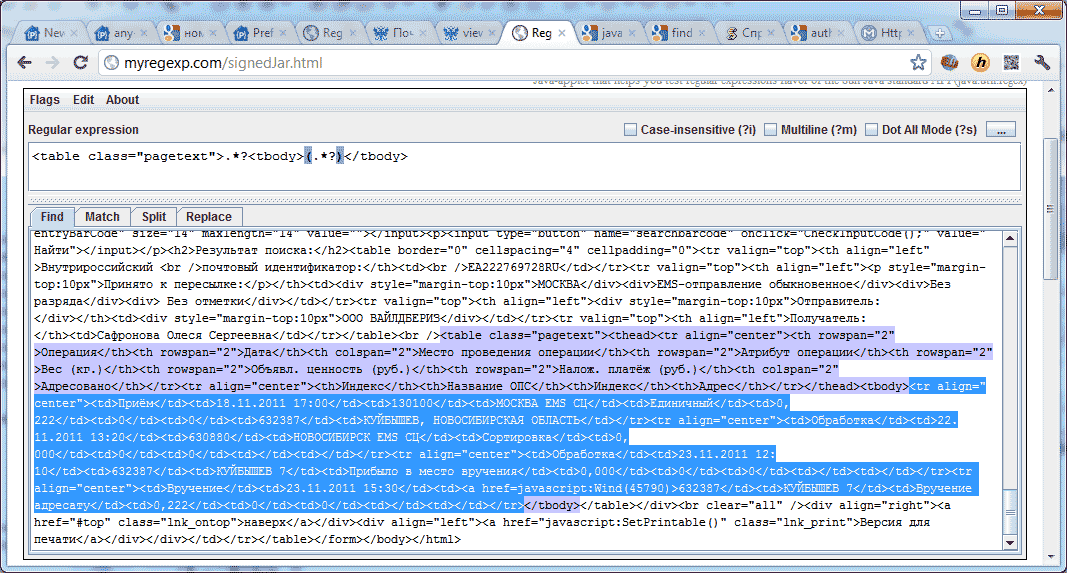 New
any
ном
Pref
Reg
Поч
view
Reg
java
find
Спр
auth
Http
myregexp.com/signedJar.html
Java-applet that helps you test regular expressions flavor of the Sun Java standard API (java.util.regex)
Flags Edit About
Regular expression Case-insensitive (?i) Multiline (?m) Dot All Mode (?s) ...
<table class="pagetext">.*?<tbody>(.*?)</tbody>
Find Match Split Replace
entryBarCode" size="14" maxlength="14" value=""></input><p><input type="button" name="searchbarcode" onclick="CheckInputCode();" value="
Найти"></input></p><h2>Результат поиска:</h2><table border="0" cellspacing="4" cellpadding="0"><tr valign="top"><th align="left"
>Внутрироссийский <br />почтовый идентификатор:</th><td><br />EA222769728RU</td></tr><tr valign="top"><th align="left"><p style="margin-
top:10px">Принято к пересылке:</p></th><td><div style="margin-top:10px">МОСКВА</div><div>EMS-отправление обыкновенное</div><div>Без
разряда</div><div> Без отметки</div></td></tr><tr valign="top"><th align="left"><div style="margin-top:10px">Отправитель:
</div></th><td><div style="margin-top:10px">ООО ВАЙЛДБЕРИЗ</div></td></tr><tr valign="top"><th align="left">Получатель:
</th><td>Сафронова Олеся Сергеевна</td></tr></table><br /><table class="pagetext"><thead><tr align="center"><th rowspan="2"
>Операция</th><th rowspan="2">Дата</th><th colspan="2">Место проведения операции</th><th rowspan="2">Атрибут операции</th><th rowspan="2"
>Вес (кг.)</th><th rowspan="2">Объявл. ценность (руб.)</th><th rowspan="2">Налож. платёж (руб.)</th><th colspan="2"
>Адресовано</th></tr><tr align="center"><th>Индекс</th><th>Название ОПС</th><th>Индекс</th><th>Адрес</th></tr></thead><tbody><tr align="
center"><td>Приём</td><td>18.11.2011 17:00</td><td>130100</td><td>МОСКВА EMS СЦ</td><td>Единичный</td><td>0,
222</td><td>0</td><td>0</td><td>632387</td><td>КУЙБЫШЕВ, НОВОСИБИРСКАЯ ОБЛАСТЬ</td></tr><tr align="center"><td>Обработка</td><td>22.
11.2011 13:20</td><td>630880</td><td>НОВОСИБИРСК EMS СЦ</td><td>Сортировка</td><td>0,
000</td><td>0</td><td>0</td><td></td><td></td></tr><tr align="center"><td>Обработка</td><td>23.11.2011 12:
10</td><td>632387</td><td>КУЙБЫШЕВ 7</td><td>Прибыло в место вручения</td><td>0,000</td><td>0</td><td>0</td><td></td><td></td></tr><tr
align="center"><td>Вручение</td><td>23.11.2011 15:30</td><td><a href=javascript:Wind(45790)>632387</td><td>КУЙБЫШЕВ 7</td><td>Вручение
адресату</td><td>0,222</td><td>0</td><td>0</td><td></td><td></td></tr></tbody></table></div><br clear="all" /><div align="right"><a
href="#top" class="lnk_ontop">наверх</a></div><div align="left"><a href="javascript:SetPrintable()" class="lnk_print">Версия для
печати</a></div></div></td></tr></table></form></body></html>